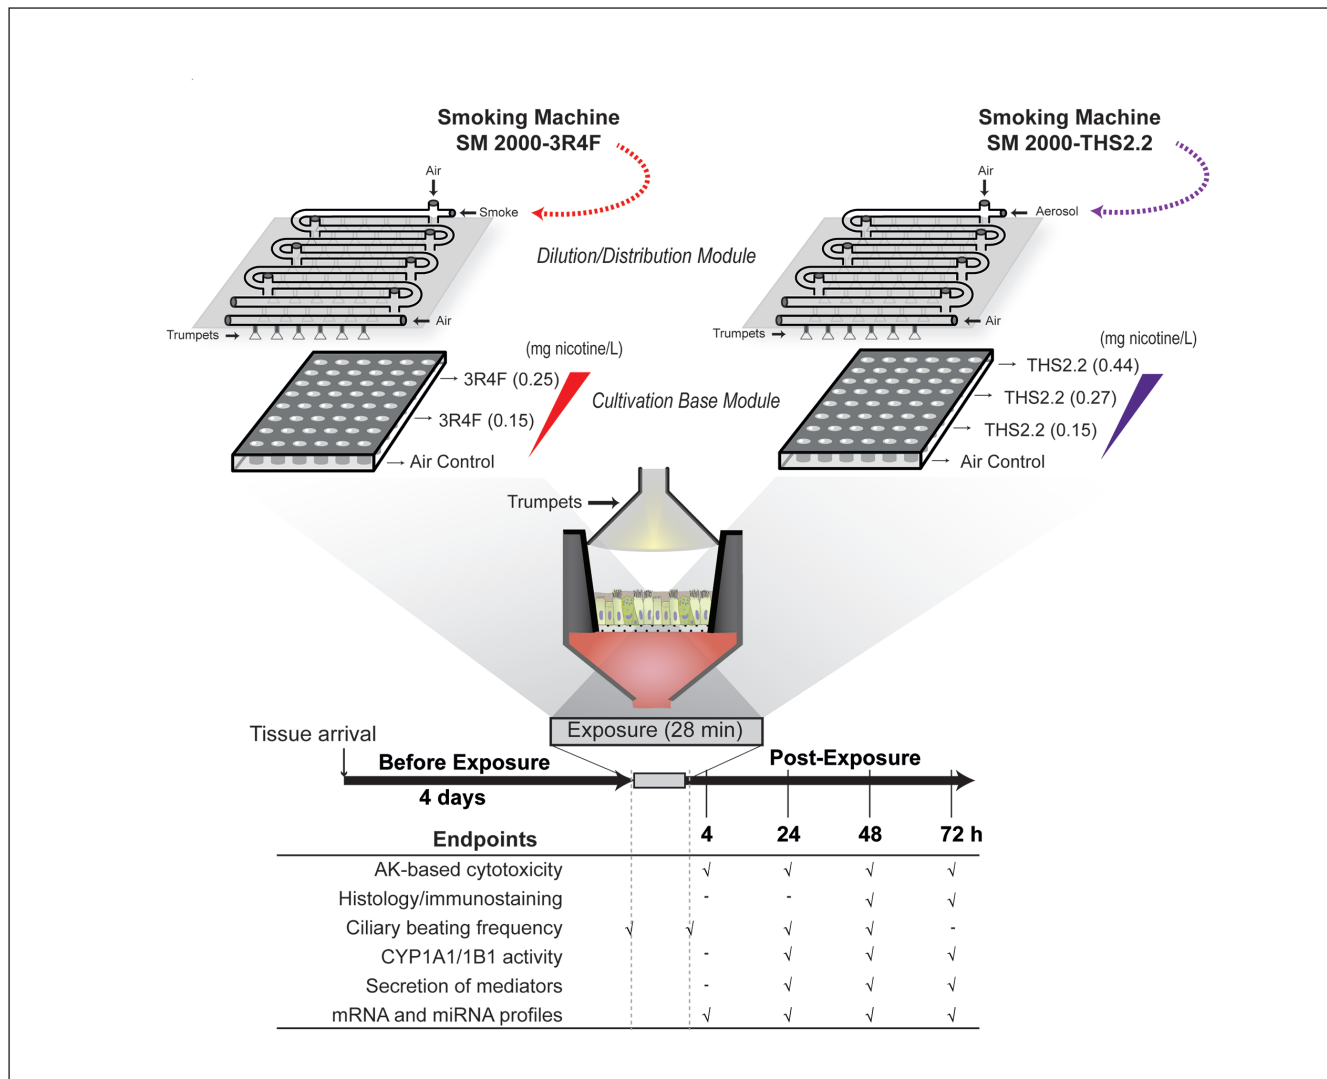 Smoking Machine
SM 2000-3R4F
Smoking Machine
SM 2000-THS2.2
Air
Smoke
Air
Aerosol
Dilution/Distribution Module
Air
Trumpets
Air
Trumpets
(mg nicotine/L)
3R4F (0.25)
3R4F (0.15)
Air Control
Cultivation Base Module
(mg nicotine/L)
THS2.2 (0.44)
THS2.2 (0.27)
THS2.2 (0.15)
Air Control
Trumpets
Exposure (28 min)
Tissue arrival
Before Exposure
Post-Exposure
4 days
Endpoints 4 24 48 72 h
AK-based cytotoxicity √ √ √ √
Histology/immunostaining - - √ √
Ciliary beating frequency √ √ √ √ -
CYP1A1/1B1 activity - √ √ √
Secretion of mediators - √ √ √
mRNA and miRNA profiles √ √ √ √